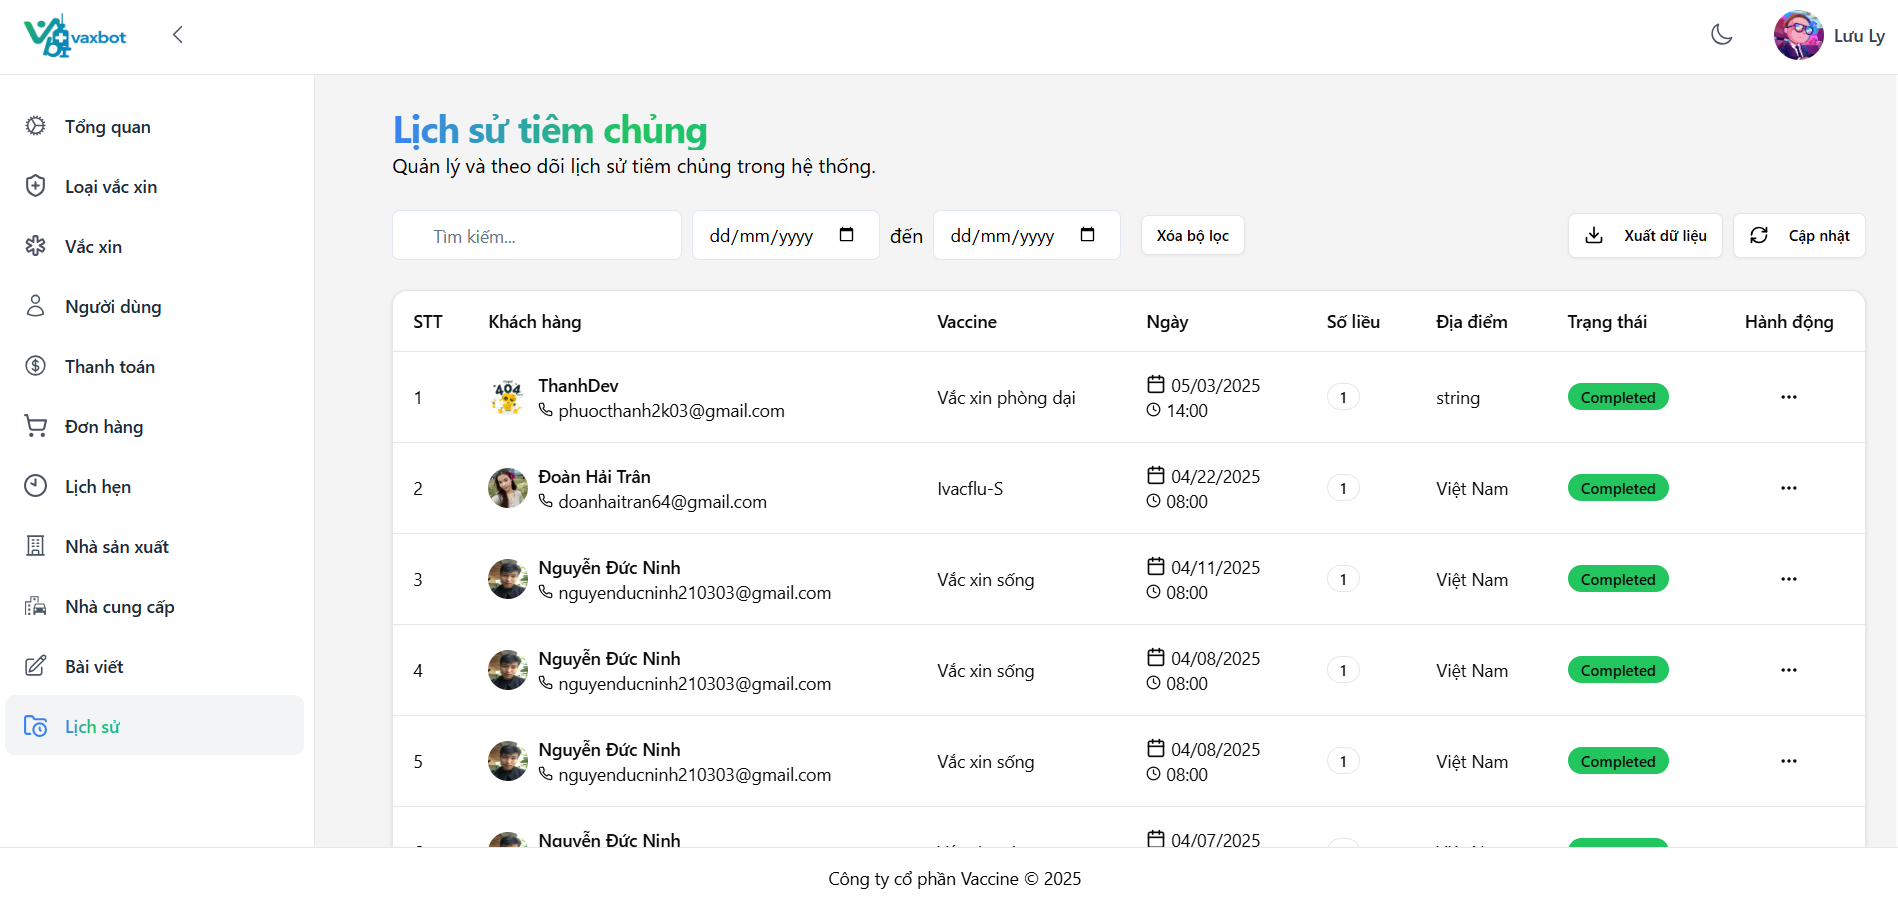 vaxbot
Lưu Ly
Tổng quan
Loại vắc xin
Vắc xin
Người dùng
Thanh toán
Đơn hàng
Lịch hẹn
Nhà sản xuất
Nhà cung cấp
Bài viết
Lịch sử
Lịch sử tiêm chủng
Quản lý và theo dõi lịch sử tiêm chủng trong hệ thống.
Tìm kiếm... dd/mm/yyyy đến dd/mm/yyyy Xóa bộ lọc Xuất dữ liệu Cập nhật
STT Khách hàng Vaccine Ngày Số liều Địa điểm Trạng thái Hành động
1 ThanhDev phuocthanh2k03@gmail.com Vắc xin phòng dại 05/03/2025 14:00 1 string Completed
2 Đoàn Hải Trân doanhaitran64@gmail.com Ivacflu-S 04/22/2025 08:00 1 Việt Nam Completed
3 Nguyễn Đức Ninh nguyenducninh210303@gmail.com Vắc xin sống 04/11/2025 08:00 1 Việt Nam Completed
4 Nguyễn Đức Ninh nguyenducninh210303@gmail.com Vắc xin sống 04/08/2025 08:00 1 Việt Nam Completed
5 Nguyễn Đức Ninh nguyenducninh210303@gmail.com Vắc xin sống 04/08/2025 08:00 1 Việt Nam Completed
Nguyễn Đức Ninh 04/07/2025
Công ty cổ phần Vaccine © 2025